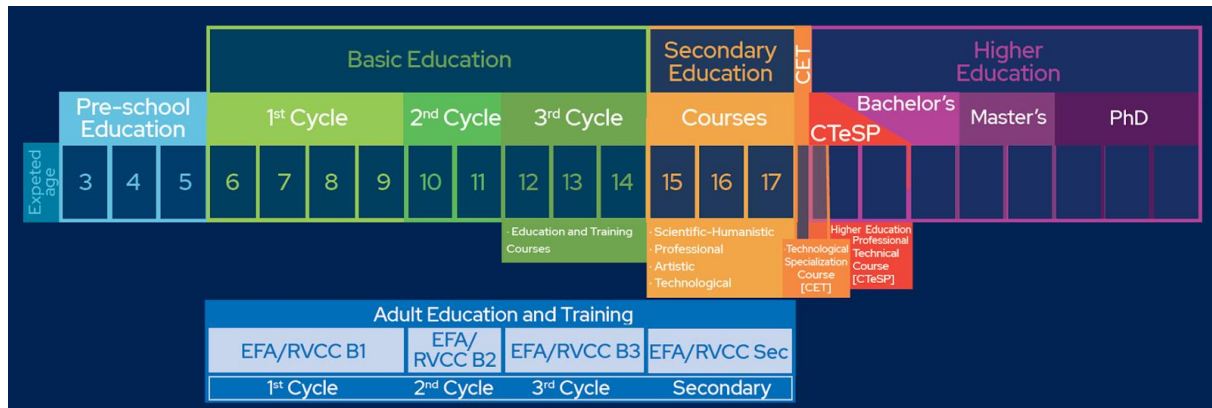 Basic Education
Secondary
Education
CET
Higher
Education
Pre-school
Education
1st Cycle
2nd Cycle
3rd Cycle
Courses
CTeSP
Bachelor's
Master's
PhD
Expeted
age
3
4
5
6
7
8
9
10
11
12
13
14
15
16
17
· Education and Training
Courses
· Scientific-Humanistic
· Professional
· Artistic
· Technological
·Technological
Specialization
Course
[CET]
Higher Education
Professional
Technical
Course
[CTeSP]
Adult Education and Training
EFA/RVCC B1
EFA/
RVCC B2
EFA/RVCC B3
EFA/RVCC Sec
1st Cycle
2nd Cycle
3rd Cycle
Secondary